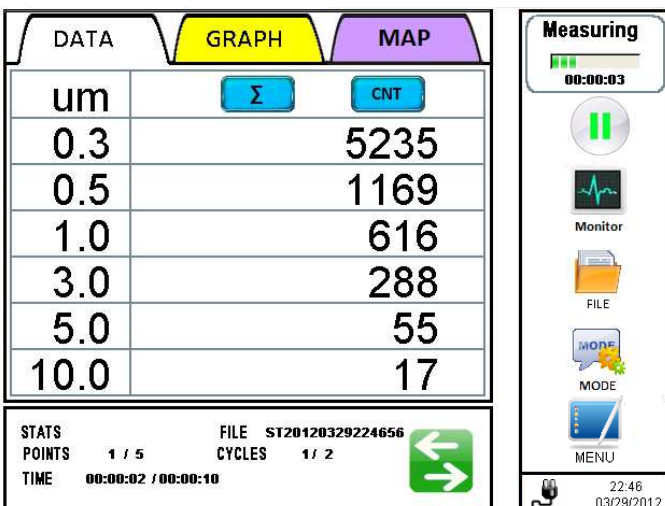 DATA GRAPH MAP
um Σ CNT
0.3 5235
0.5 1169
1.0 616
3.0 288
5.0 55
10.0 17
STATS FILE ST20120329224656
POINTS 1 / 5 CYCLES 1/ 2
TIME 00:00:02 / 00:00:10
Measuring
00:00:03
Monitor
FILE
MODE
MODE
MENU
22:46
03/29/2012